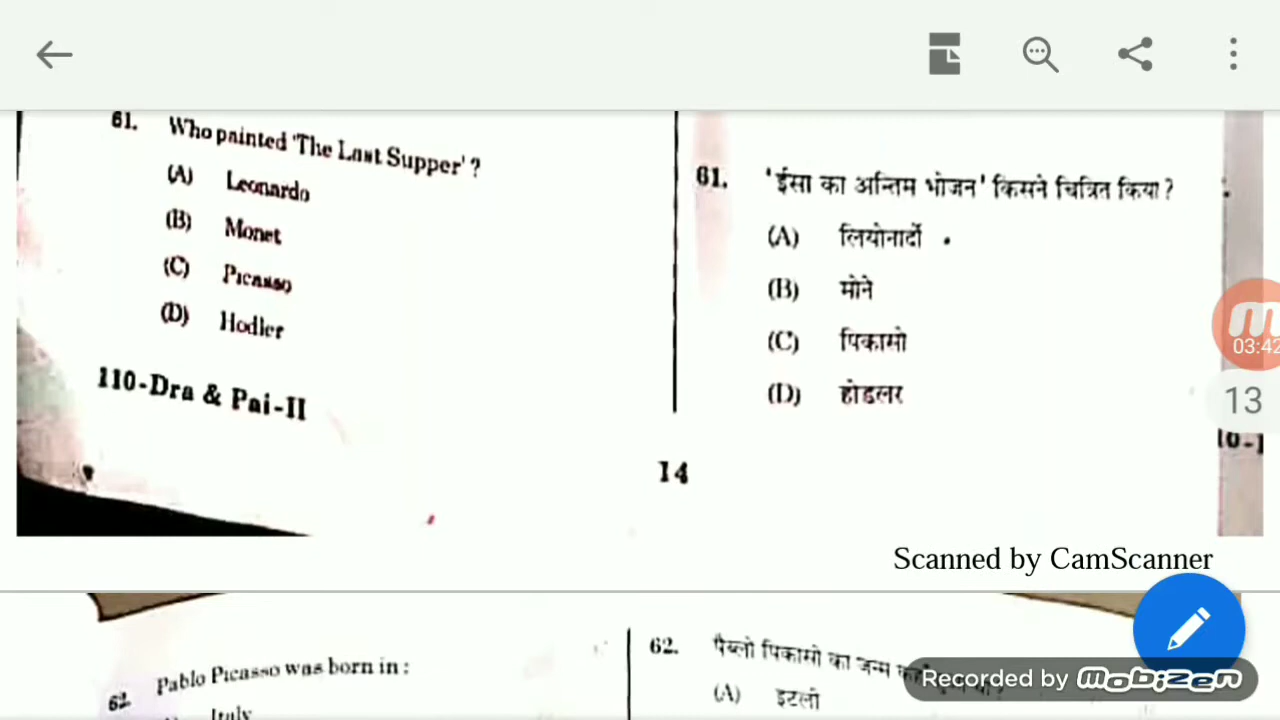 61. Who painted 'The Last Supper' ?
(A) Leonardo
(B) Monet
(C) Picasso
(D) Hodler
110-Dra & Pai-II
61. 'ईसा का अन्तिम भोजन' किसने चित्रित किया ?
(A) लियोनार्दो
(B) मोने
(C) पिकासो
(D) होडलर
03:42
13
14
Scanned by CamScanner
62. Pablo Picasso was born in :
Italy
62. पैब्लो पिकासो का जन्म
(A) इटली
Recorded by mobizen